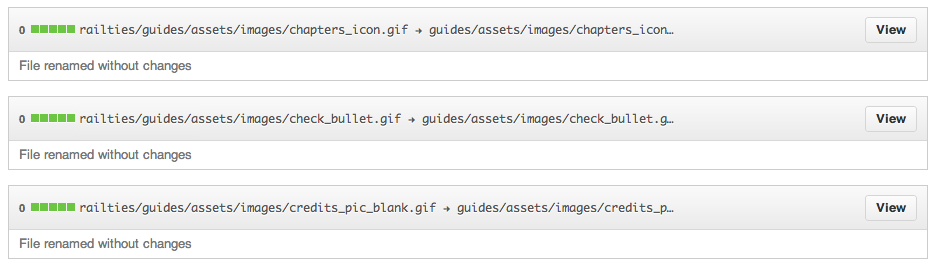 0 railties/guides/assets/images/chapters_icon.gif → guides/assets/images/chapters_icon… View
File renamed without changes
0 railties/guides/assets/images/check_bullet.gif → guides/assets/images/check_bullet.g… View
File renamed without changes
0 railties/guides/assets/images/credits_pic_blank.gif → guides/assets/images/credits_p… View
File renamed without changes